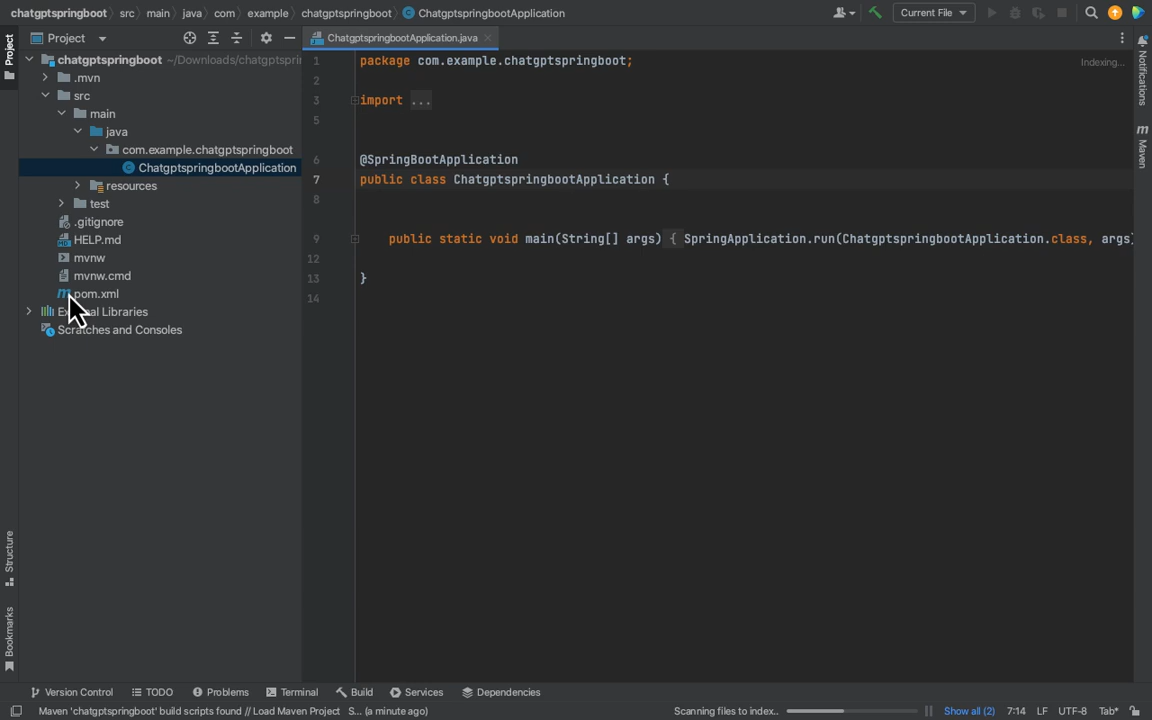 chatgptspringboot src main java com example chatgptspringboot ChatgptspringbootApplication
Current File
Project
ChatgptspringbootApplication.java
Project
chatgptspringboot ~/Downloads/chatgptspri
.mvn
src
main
java
com.example.chatgptspringboot
ChatgptspringbootApplication
resources
test
.gitignore
HELP.md
mvnw
mvnw.cmd
pom.xml
External Libraries
Scratches and Consoles
1 package com.example.chatgptspringboot;
Indexing...
2
3 import ...
5
6 @SpringBootApplication
7 public class ChatgptspringbootApplication {
8
9 public static void main(String[] args) { SpringApplication.run(ChatgptspringbootApplication.class, args)
12
13 }
14
Notifications
Maven
Structure
Bookmarks
Version Control TODO Problems Terminal Build Services Dependencies
Maven 'chatgptspringboot' build scripts found // Load Maven Project S... (a minute ago)
Scanning files to index.. Show all (2) 7:14 LF UTF-8 Tab*